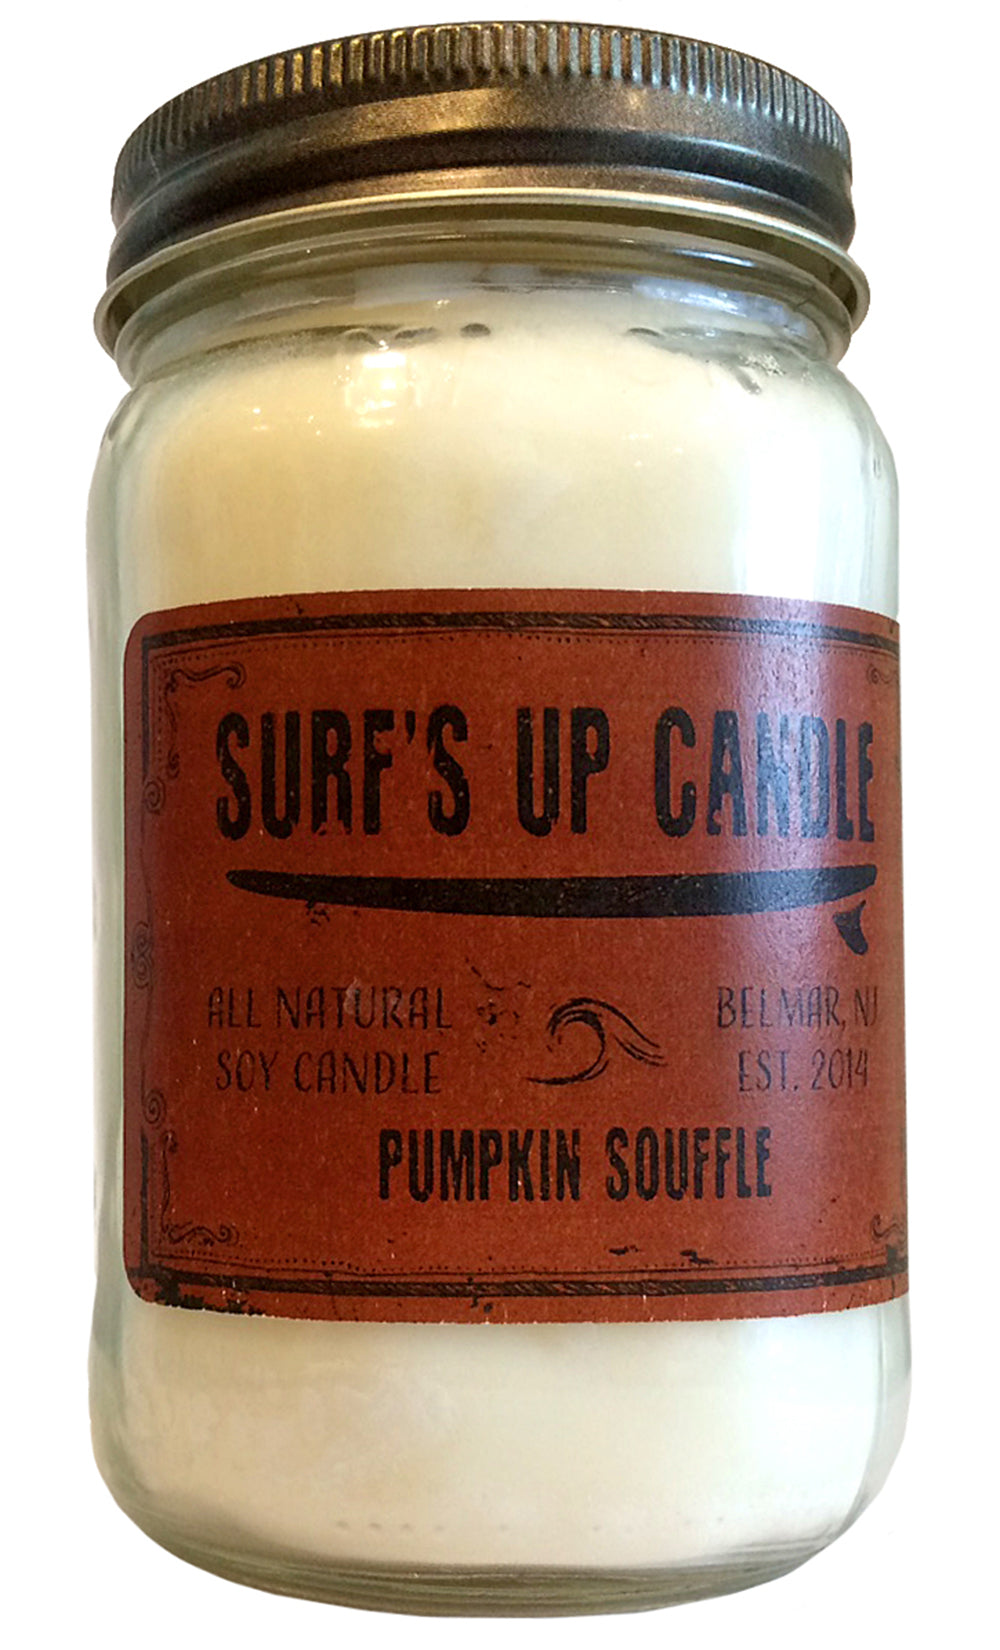 SURF'S UP CANDLE
ALL NATURAL
SOY CANDLE
BELMAR, NJ
EST. 2014
PUMPKIN SOUFFLE